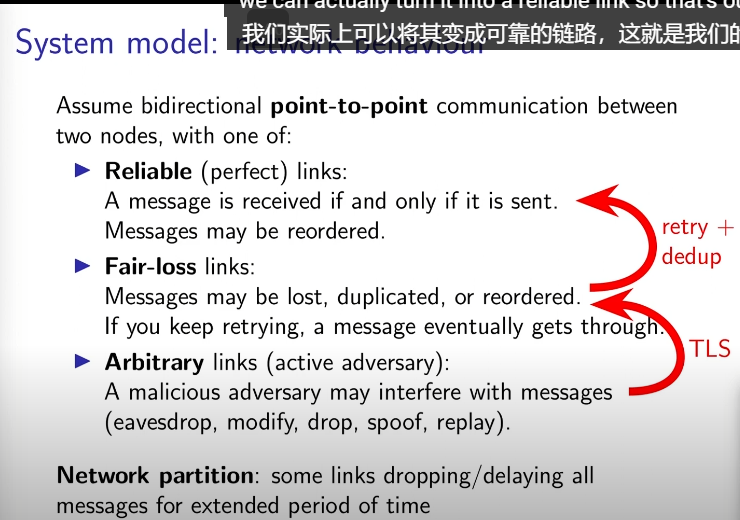 we can actually turn it into a reliable link so that's
我们实际上可以将其变成可靠的链路，这就是我们的
System model: network behaviour
Assume bidirectional point-to-point communication between
two nodes, with one of:
▶ Reliable (perfect) links:
A message is received if and only if it is sent.
Messages may be reordered.
retry +
dedup
▶ Fair-loss links:
Messages may be lost, duplicated, or reordered.
If you keep retrying, a message eventually gets through.
TLS
▶ Arbitrary links (active adversary):
A malicious adversary may interfere with messages
(eavesdrop, modify, drop, spoof, replay).
Network partition: some links dropping/delaying all
messages for extended period of time